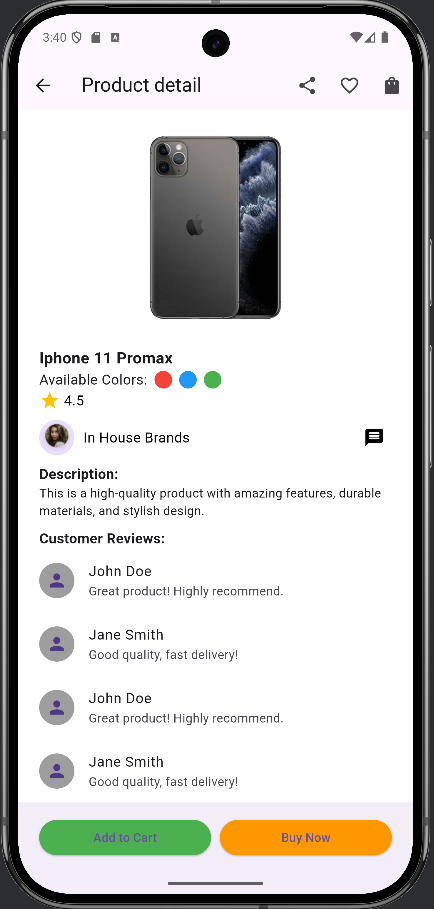 3:40
Product detail
Iphone 11 Promax
Available Colors:
4.5
In House Brands
Description:
This is a high-quality product with amazing features, durable
materials, and stylish design.
Customer Reviews:
John Doe
Great product! Highly recommend.
Jane Smith
Good quality, fast delivery!
John Doe
Great product! Highly recommend.
Jane Smith
Good quality, fast delivery!
Add to Cart
Buy Now